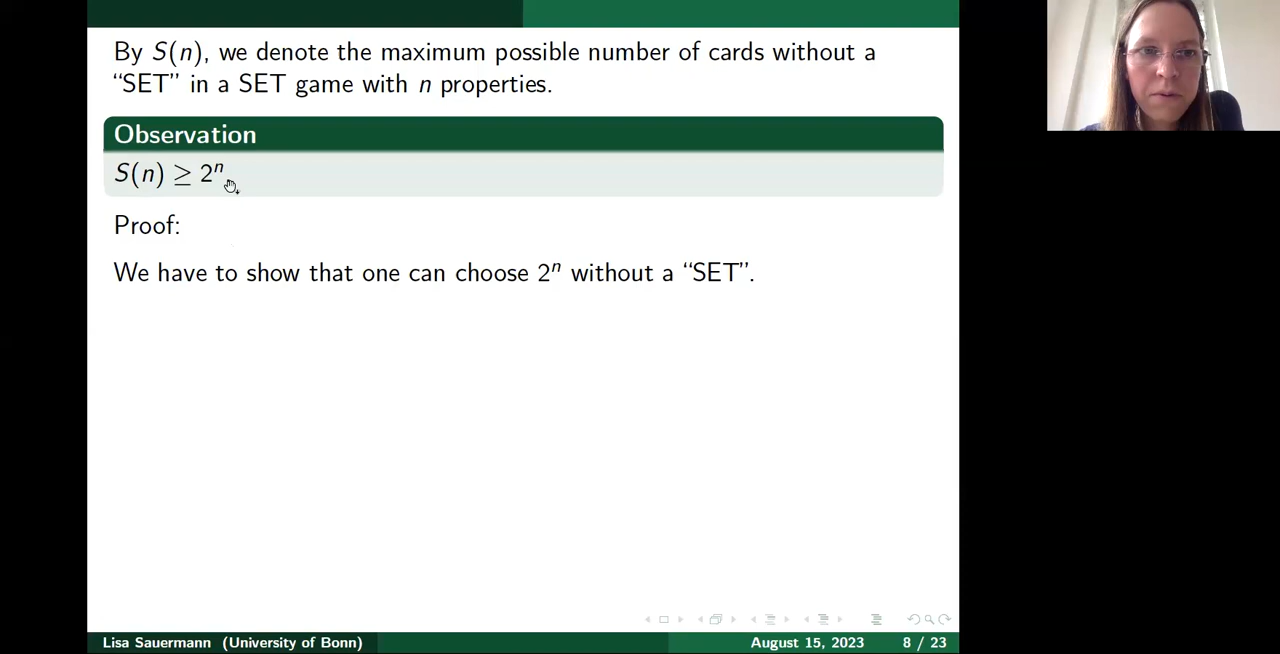 By S(n), we denote the maximum possible number of cards without a
“SET” in a SET game with n properties.
Observation
S(n) ≥ 2ⁿ
Proof:
We have to show that one can choose 2ⁿ without a “SET”.
Lisa Sauermann (University of Bonn) August 15, 2023 8 / 23